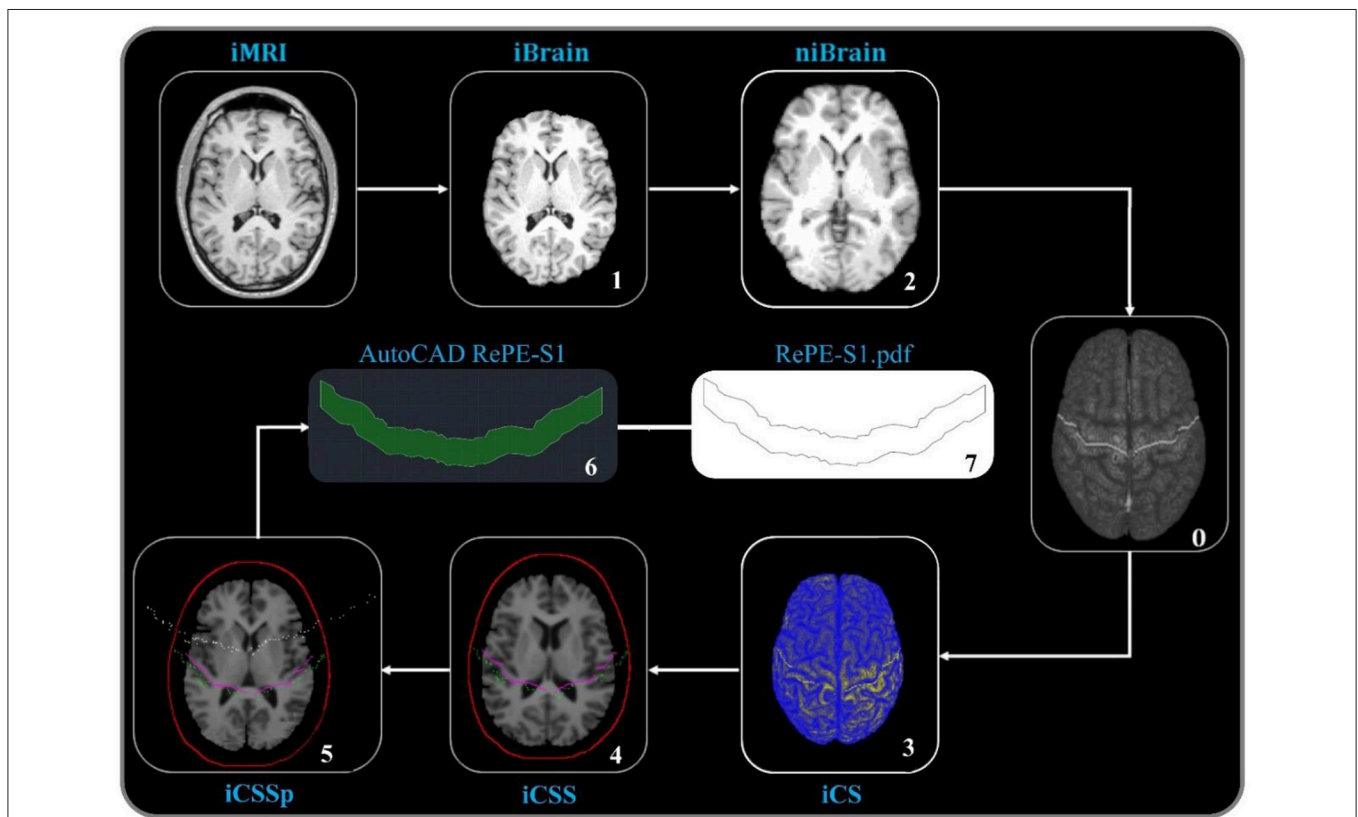 iMRI
iBrain
niBrain
1
2
AutoCAD RePE-S1
RePE-S1.pdf
6
7
0
5
4
3
iCSSp
iCSS
iCS